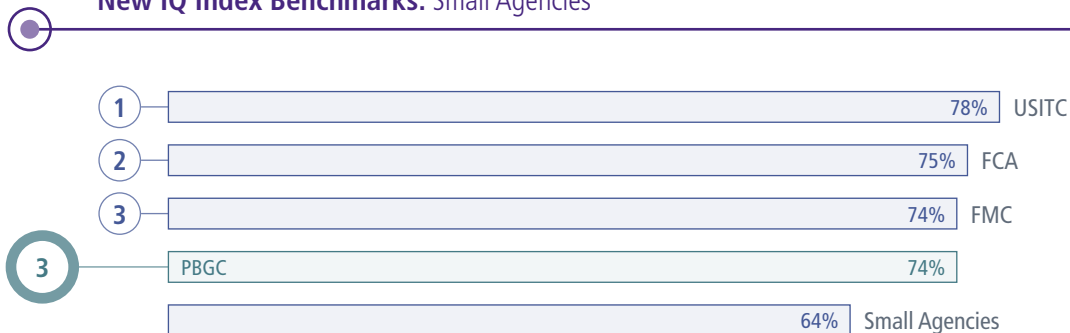 New IQ Index Benchmarks: Small Agencies
1 78% USITC
2 75% FCA
3 74% FMC
3 PBGC 74%
64% Small Agencies